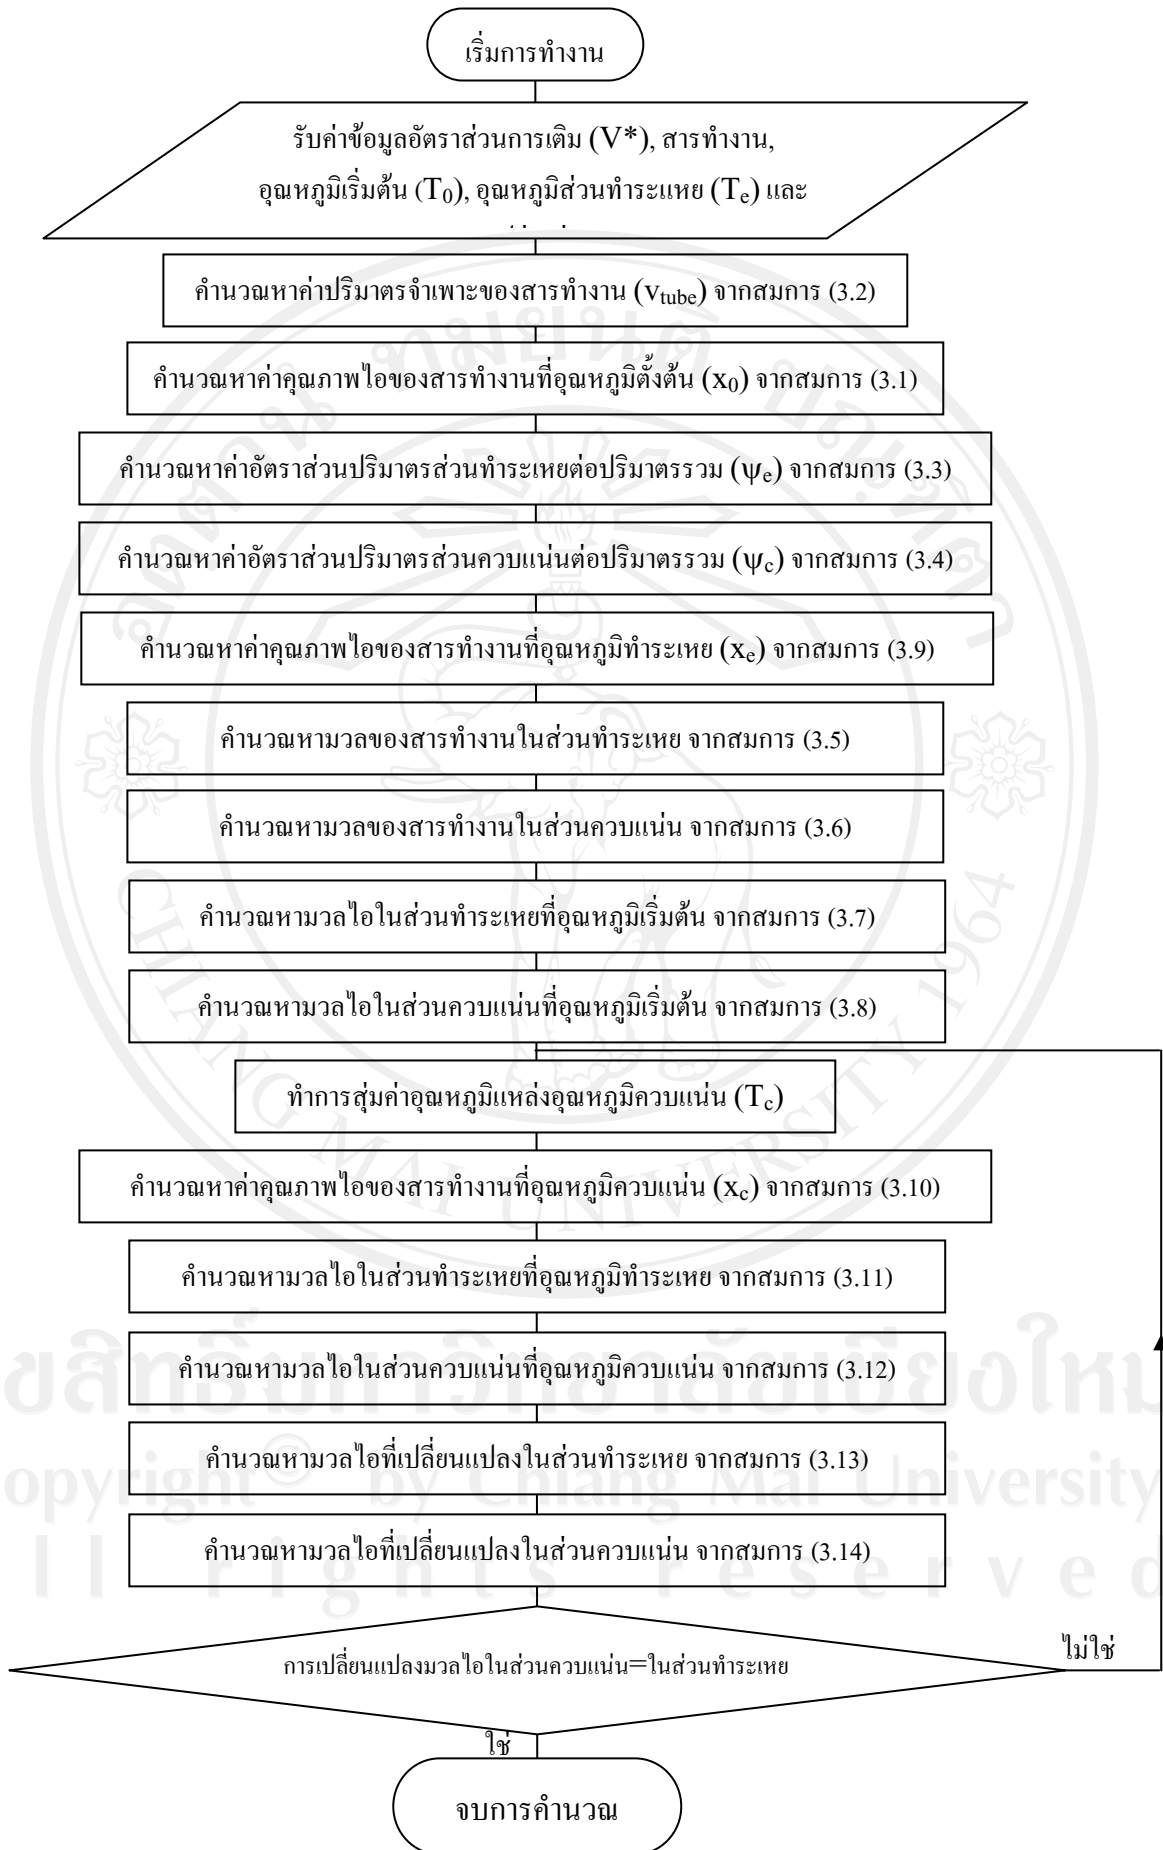 เริ่มการทำงาน
รับค่าข้อมูลอัตราส่วนการเติม (V*), สารทำงาน,
อุณหภูมิเริ่มต้น (T0), อุณหภูมิส่วนทำระแหย (Te) และ
คำนวณหาค่าปริมาตรจำเพาะของสารทำงาน (vtube) จากสมการ (3.2)
คำนวณหาค่าคุณภาพไอของสารทำงานที่อุณหภูมิตั้งต้น (x0) จากสมการ (3.1)
คำนวณหาค่าอัตราส่วนปริมาตรส่วนทำระเหยต่อปริมาตรรวม (ψe) จากสมการ (3.3)
คำนวณหาค่าอัตราส่วนปริมาตรส่วนควบแน่นต่อปริมาตรรวม (ψc) จากสมการ (3.4)
คำนวณหาค่าคุณภาพไอของสารทำงานที่อุณหภูมิทำระเหย (xe) จากสมการ (3.9)
คำนวณหามวลของสารทำงานในส่วนทำระเหย จากสมการ (3.5)
คำนวณหามวลของสารทำงานในส่วนควบแน่น จากสมการ (3.6)
คำนวณหามวลไอในส่วนทำระเหยที่อุณหภูมิเริ่มต้น จากสมการ (3.7)
คำนวณหามวลไอในส่วนควบแน่นที่อุณหภูมิเริ่มต้น จากสมการ (3.8)
ทำการสุ่มค่าอุณหภูมิแหล่งอุณหภูมิควบแน่น (Tc)
คำนวณหาค่าคุณภาพไอของสารทำงานที่อุณหภูมิควบแน่น (xc) จากสมการ (3.10)
คำนวณหามวลไอในส่วนทำระเหยที่อุณหภูมิทำระเหย จากสมการ (3.11)
คำนวณหามวลไอในส่วนควบแน่นที่อุณหภูมิควบแน่น จากสมการ (3.12)
คำนวณหามวลไอที่เปลี่ยนแปลงในส่วนทำระเหย จากสมการ (3.13)
คำนวณหามวลไอที่เปลี่ยนแปลงในส่วนควบแน่น จากสมการ (3.14)
การเปลี่ยนแปลงมวลไอในส่วนควบแน่น=ในส่วนทำระเหย
ไม่ใช่
ใช่
จบการคำนวณ
CHIANG MAI UNIVERSITY 1964
opyright© by Chiang Mai University
ll rights reserved